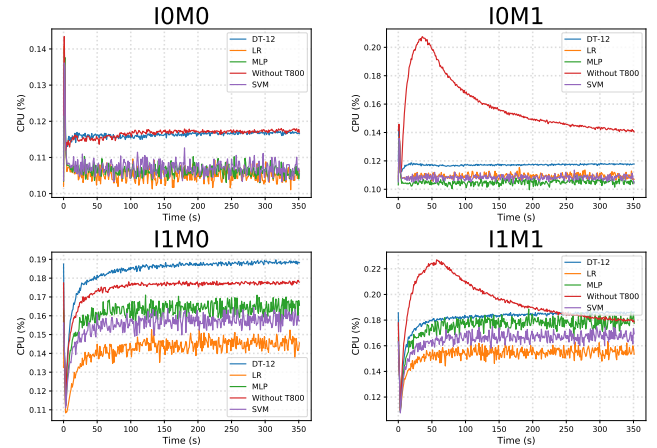 I0M0
CPU (%)
0.14
0.13
0.12
0.11
0.10
0 50 100 150 200 250 300 350
Time (s)
DT-12
LR
MLP
Without T800
SVM
I0M1
CPU (%)
0.20
0.18
0.16
0.14
0.12
0.10
0 50 100 150 200 250 300 350
Time (s)
DT-12
LR
MLP
Without T800
SVM
I1M0
CPU (%)
0.19
0.18
0.17
0.16
0.15
0.14
0.13
0.12
0.11
0 50 100 150 200 250 300 350
Time (s)
DT-12
LR
MLP
Without T800
SVM
I1M1
CPU (%)
0.22
0.20
0.18
0.16
0.14
0.12
0 50 100 150 200 250 300 350
Time (s)
DT-12
LR
MLP
Without T800
SVM